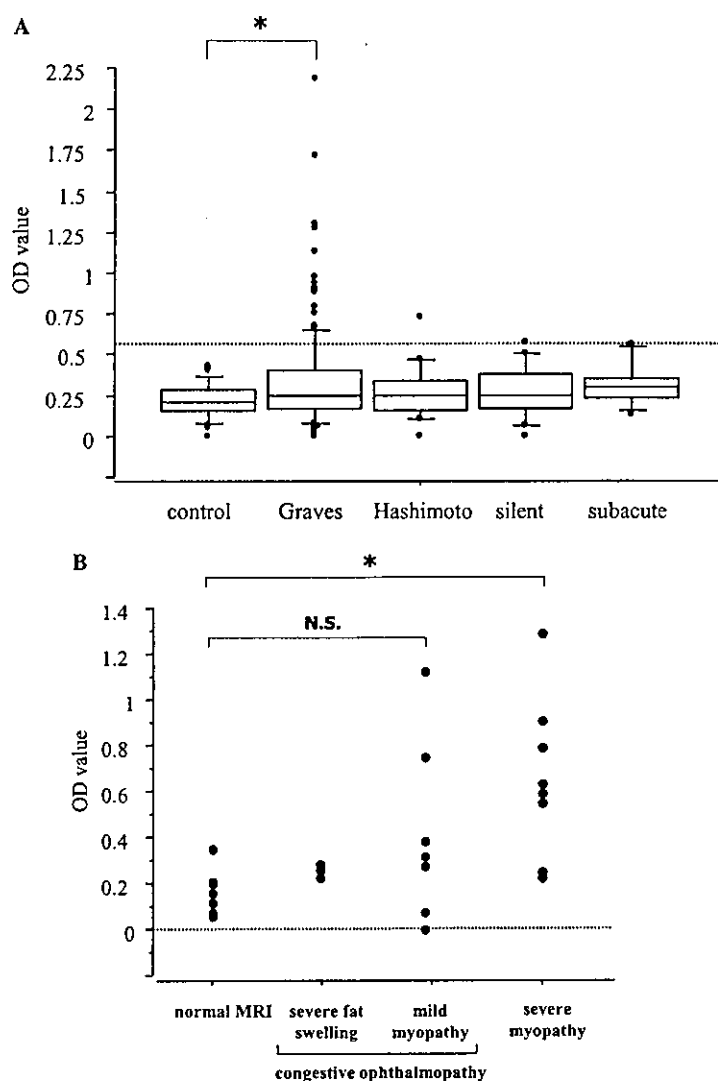 A
*
2.25
2
1.75
1.5
1.25
1
0.75
0.5
0.25
0
OD value
control Graves Hashimoto silent subacute
B
*
N.S.
1.4
1.2
1
0.8
0.6
0.4
0.2
0
OD value
normal MRI severe fat mild severe
swelling myopathy myopathy
congestive ophthalmopathy